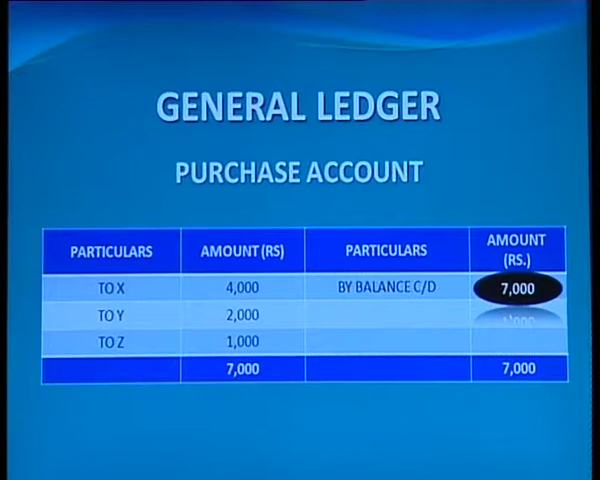 GENERAL LEDGER
PURCHASE ACCOUNT
PARTICULARS AMOUNT (RS) PARTICULARS AMOUNT (RS.)
TO X 4,000 BY BALANCE C/D 7,000
TO Y 2,000
TO Z 1,000
7,000 7,000